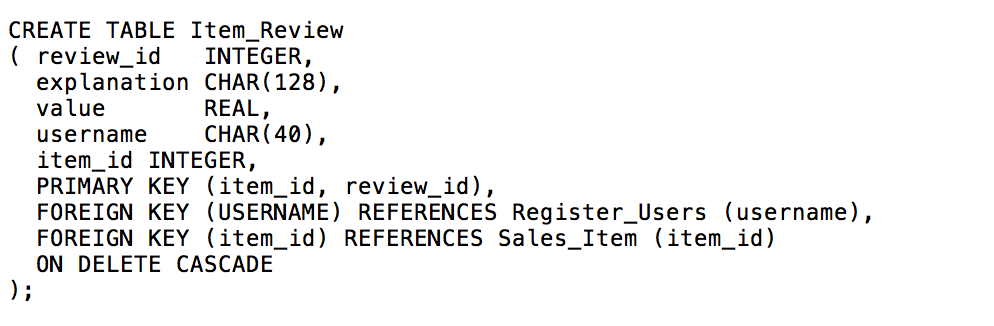 CREATE TABLE Item_Review
( review_id   INTEGER,
  explanation CHAR(128),
  value       REAL,
  username    CHAR(40),
  item_id INTEGER,
  PRIMARY KEY (item_id, review_id),
  FOREIGN KEY (USERNAME) REFERENCES Register_Users (username),
  FOREIGN KEY (item_id) REFERENCES Sales_Item (item_id)
  ON DELETE CASCADE
);